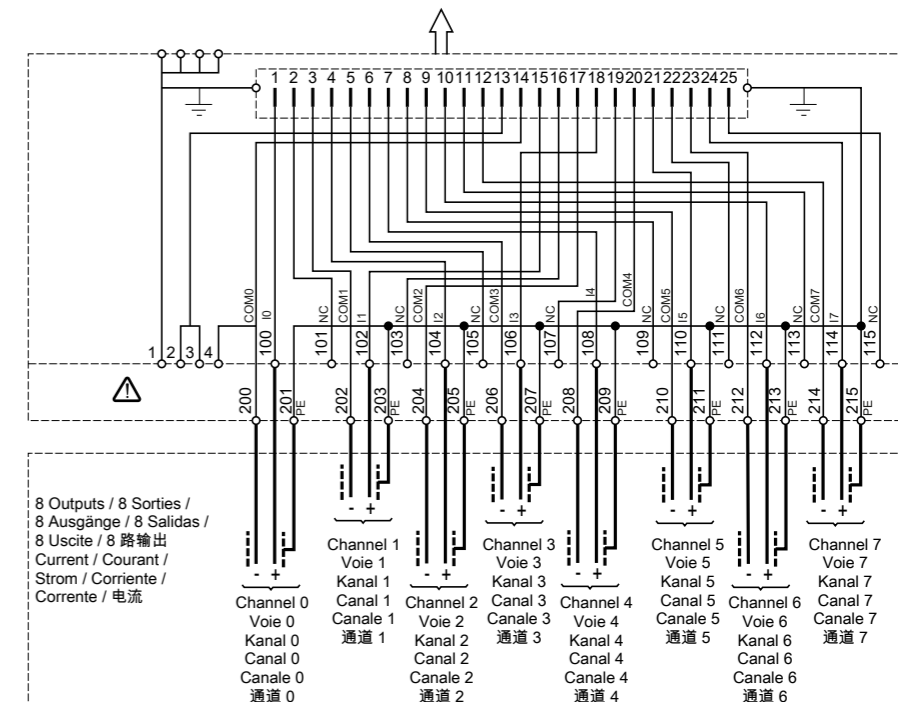 1 2 3 4 5 6 7 8 9 10 11 12 13 14 15 16 17 18 19 20 21 22 23 24 25
COM0 I0 NC COM1 I1 NC COM2 I2 NC COM3 I3 NC I4 COM4 NC COM5 I5 NC COM6 I6 NC COM7 I7 NC
1 2 3 4 100 101 102 103 104 105 106 107 108 109 110 111 112 113 114 115
200 201 PE 202 203 PE 204 205 PE 206 207 PE 208 209 PE 210 211 PE 212 213 PE 214 215 PE
8 Outputs / 8 Sorties /
8 Ausgänge / 8 Salidas /
8 Uscite / 8 路输出
Current / Courant /
Strom / Corriente /
Corrente / 电流
- +
Channel 0
Voie 0
Kanal 0
Canal 0
Canale 0
通道 0
- +
Channel 1
Voie 1
Kanal 1
Canal 1
Canale 1
通道 1
- +
Channel 2
Voie 2
Kanal 2
Canal 2
Canale 2
通道 2
- +
Channel 3
Voie 3
Kanal 3
Canal 3
Canale 3
通道 3
- +
Channel 4
Voie 4
Kanal 4
Canal 4
Canale 4
通道 4
- +
Channel 5
Voie 5
Kanal 5
Canal 5
Canale 5
通道 5
- +
Channel 6
Voie 6
Kanal 6
Canal 6
Canale 6
通道 6
- +
Channel 7
Voie 7
Kanal 7
Canal 7
Canale 7
通道 7